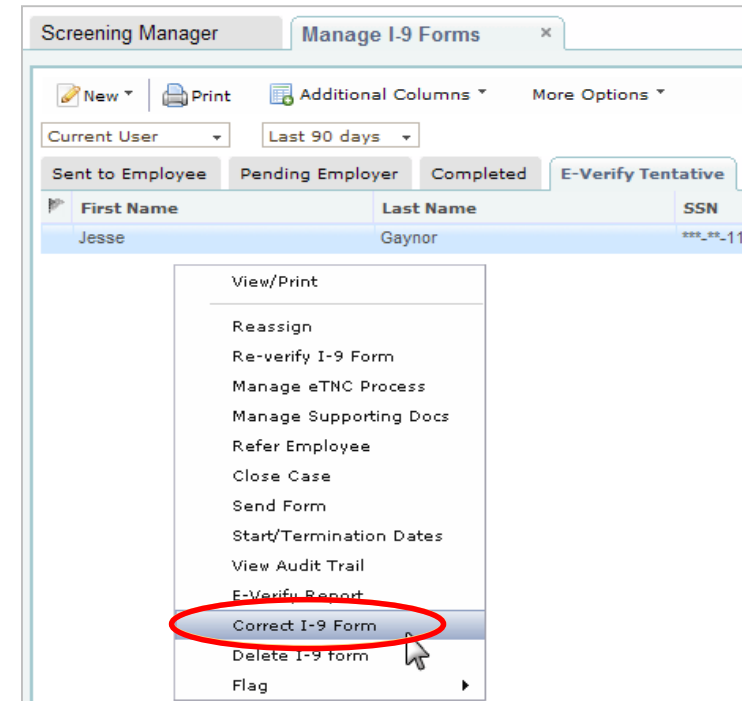 Screening Manager Manage I-9 Forms ×
New Print Additional Columns More Options
Current User Last 90 days
Sent to Employee Pending Employer Completed E-Verify Tentative
First Name Last Name SSN
Jesse Gaynor ***-**-11
View/Print
Reassign
Re-verify I-9 Form
Manage eTNC Process
Manage Supporting Docs
Refer Employee
Close Case
Send Form
Start/Termination Dates
View Audit Trail
E-Verify Report
Correct I-9 Form
Delete I-9 form
Flag